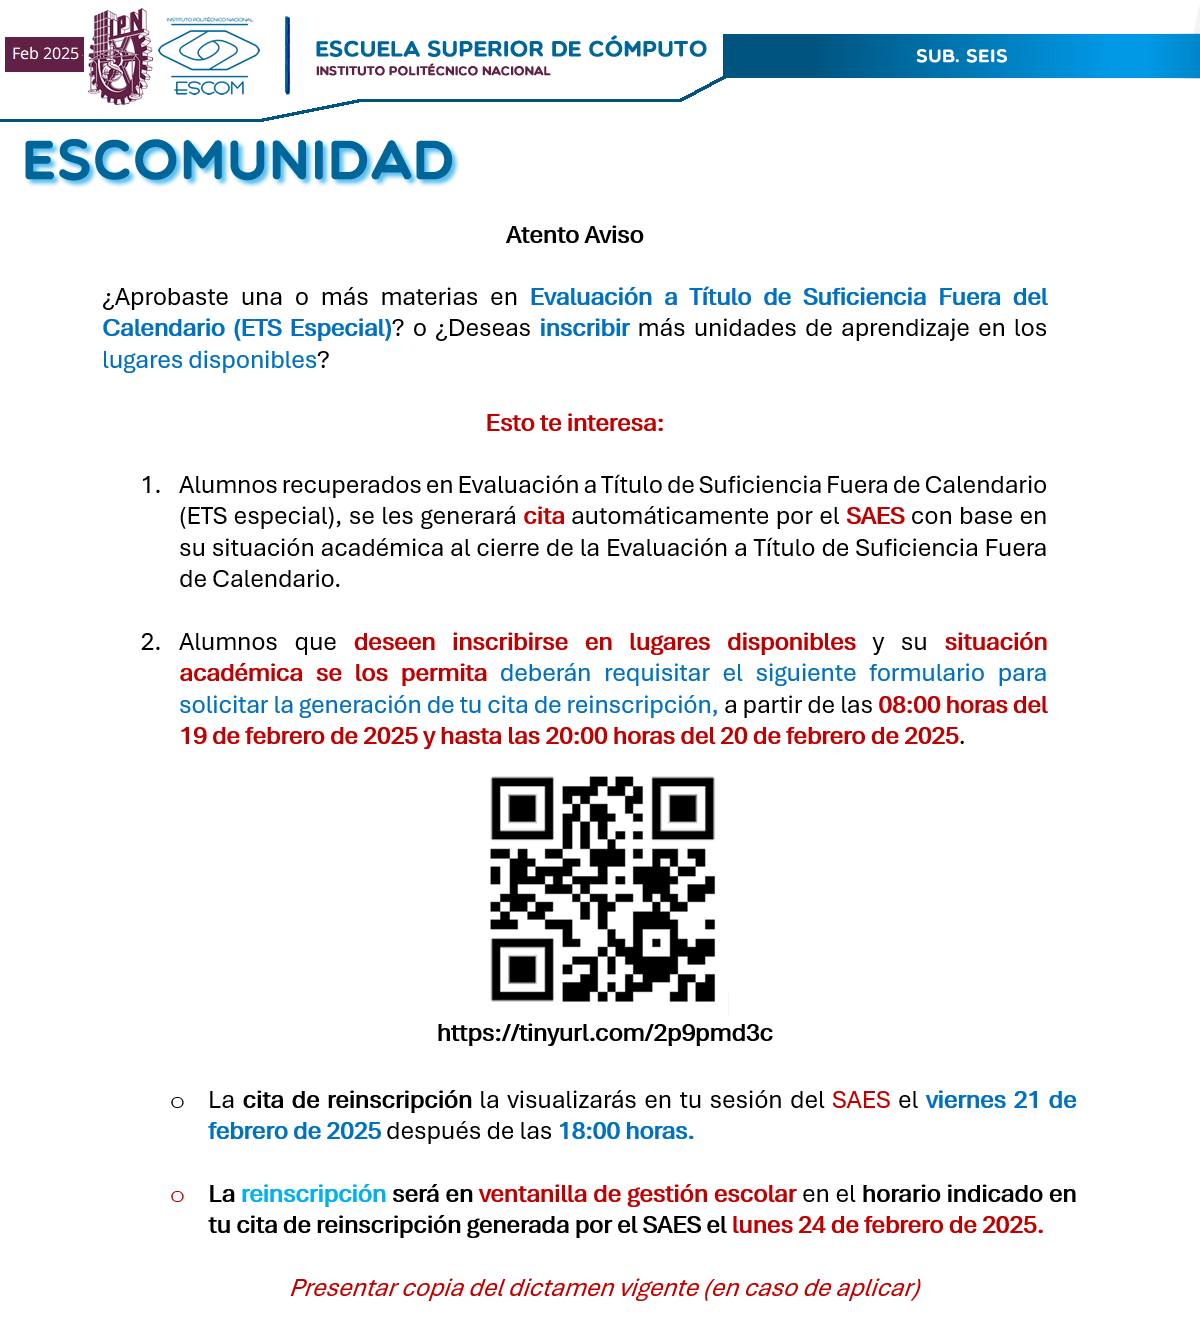 Feb 2025
IPN
INSTITUTO POLITÉCNICO NACIONAL
ESCOM
ESCUELA SUPERIOR DE CÓMPUTO
INSTITUTO POLITÉCNICO NACIONAL
SUB. SEIS
ESCOMUNIDAD
Atento Aviso
¿Aprobaste una o más materias en Evaluación a Título de Suficiencia Fuera del
Calendario (ETS Especial)? o ¿Deseas inscribir más unidades de aprendizaje en los
lugares disponibles?
Esto te interesa:
1. Alumnos recuperados en Evaluación a Título de Suficiencia Fuera de Calendario
(ETS especial), se les generará cita automáticamente por el SAES con base en
su situación académica al cierre de la Evaluación a Título de Suficiencia Fuera
de Calendario.
2. Alumnos que deseen inscribirse en lugares disponibles y su situación
académica se los permita deberán requisitar el siguiente formulario para
solicitar la generación de tu cita de reinscripción, a partir de las 08:00 horas del
19 de febrero de 2025 y hasta las 20:00 horas del 20 de febrero de 2025.
https://tinyurl.com/2p9pmd3c
o La cita de reinscripción la visualizarás en tu sesión del SAES el viernes 21 de
febrero de 2025 después de las 18:00 horas.
o La reinscripción será en ventanilla de gestión escolar en el horario indicado en
tu cita de reinscripción generada por el SAES el lunes 24 de febrero de 2025.
Presentar copia del dictamen vigente (en caso de aplicar)